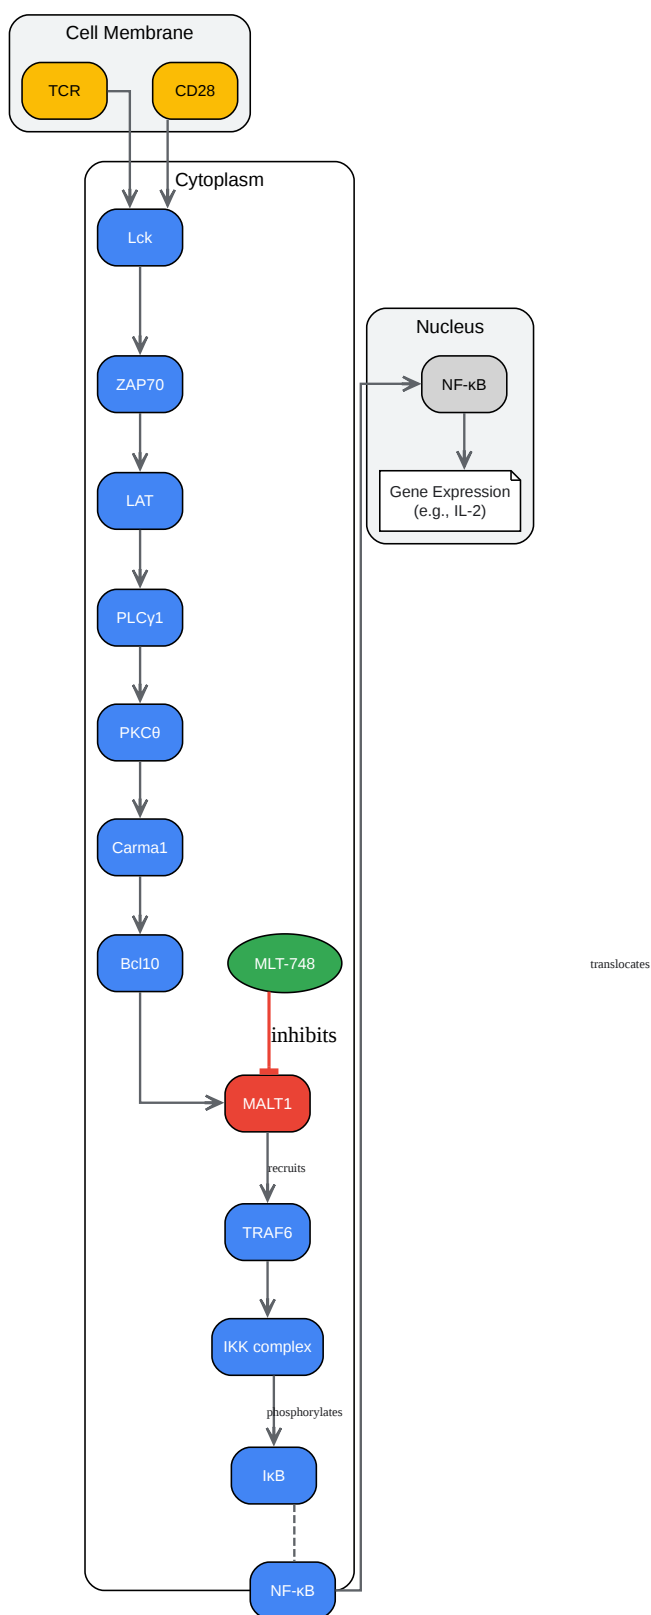 Cell Membrane
TCR
CD28
Cytoplasm
Lck
Nucleus
ZAP70
NF-κB
LAT
Gene Expression
(e.g., IL-2)
PLCγ1
PKCθ
Carma1
Bcl10
MLT-748
translocates
inhibits
MALT1
recruits
TRAF6
IKK complex
phosphorylates
IκB
NF-κB